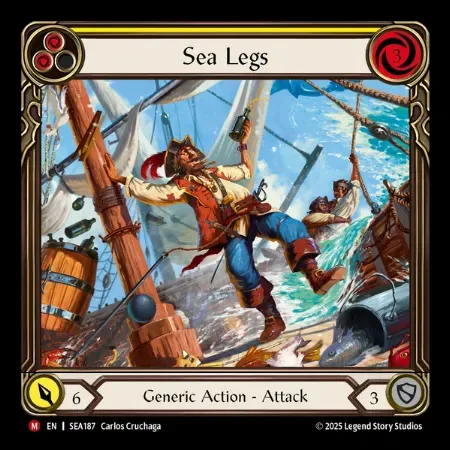 Sea Legs
3
6
Generic Action - Attack
3
M EN | SEA187 Carlos Cruchaga
© 2025 Legend Story Studios